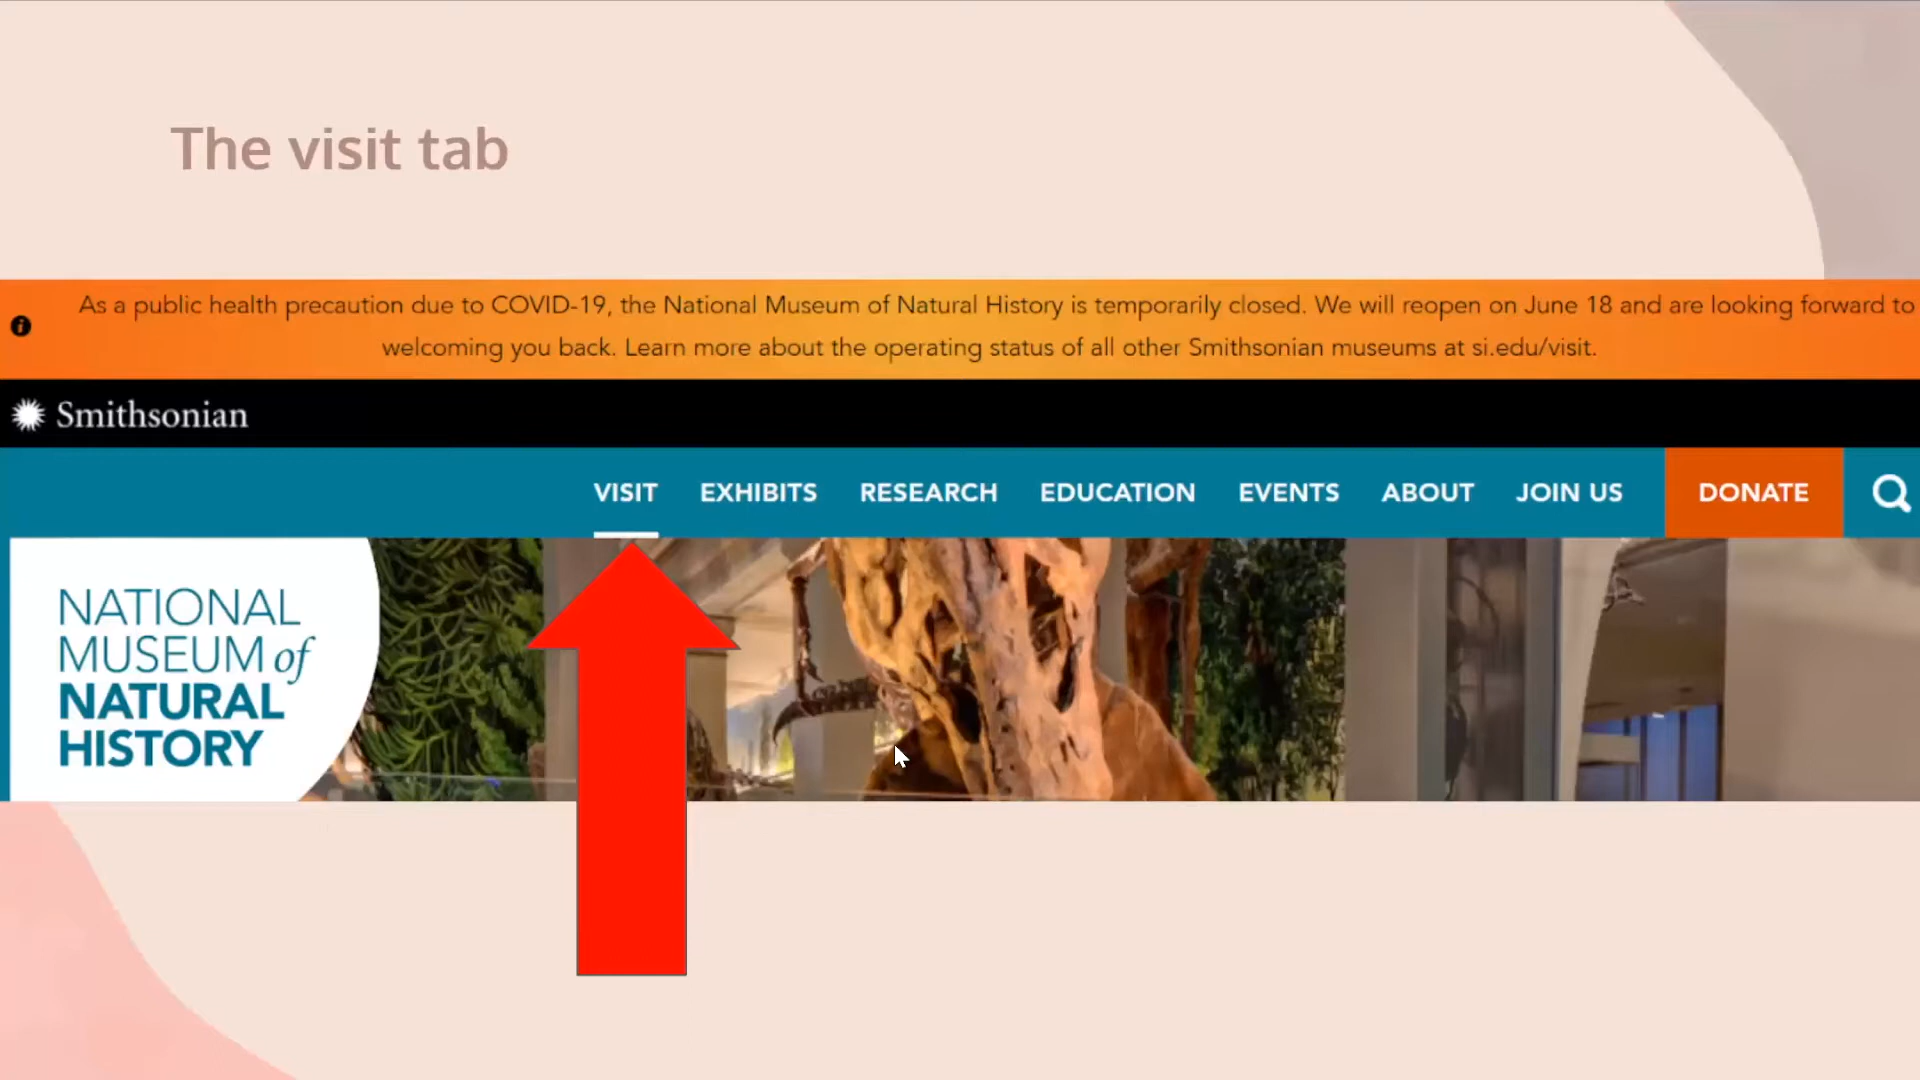 The visit tab
As a public health precaution due to COVID-19, the National Museum of Natural History is temporarily closed. We will reopen on June 18 and are looking forward to
welcoming you back. Learn more about the operating status of all other Smithsonian museums at si.edu/visit.
Smithsonian
VISIT EXHIBITS RESEARCH EDUCATION EVENTS ABOUT JOIN US DONATE
NATIONAL
MUSEUM of
NATURAL
HISTORY